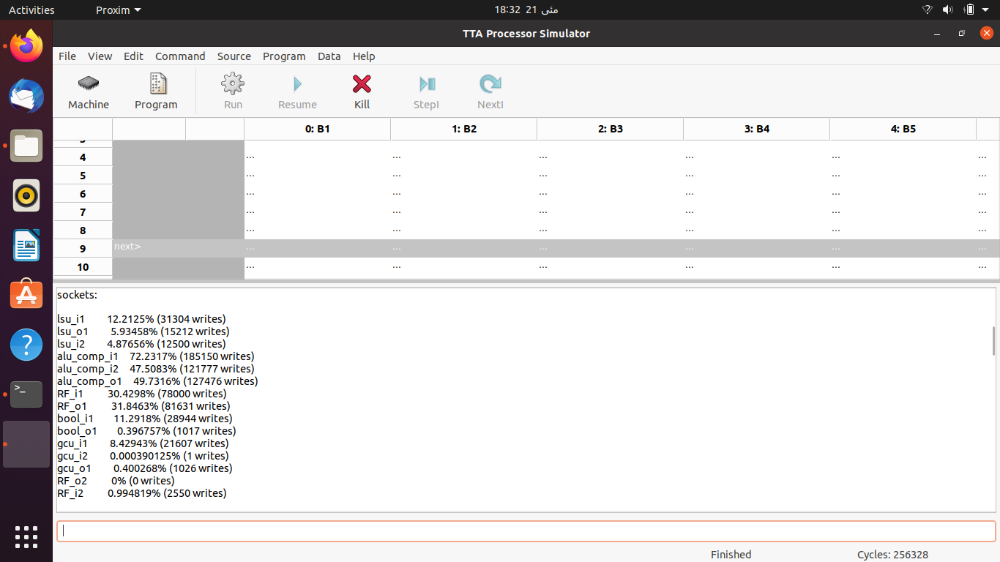 Activities Proxim 18:32 21 مئی
TTA Processor Simulator
File View Edit Command Source Program Data Help
Machine Program Run Resume Kill StepI NextI
0: B1 1: B2 2: B3 3: B4 4: B5
4 ... ... ... ... ... ...
5 ... ... ... ... ... ...
6 ... ... ... ... ... ...
7 ... ... ... ... ... ...
8 ... ... ... ... ... ...
9 next> ... ... ... ... ... ...
10 ... ... ... ... ... ...
sockets:
lsu_i1 12.2125% (31304 writes)
lsu_o1 5.93458% (15212 writes)
lsu_i2 4.87656% (12500 writes)
alu_comp_i1 72.2317% (185150 writes)
alu_comp_i2 47.5083% (121777 writes)
alu_comp_o1 49.7316% (127476 writes)
RF_i1 30.4298% (78000 writes)
RF_o1 31.8463% (81631 writes)
bool_i1 11.2918% (28944 writes)
bool_o1 0.396757% (1017 writes)
gcu_i1 8.42943% (21607 writes)
gcu_i2 0.000390125% (1 writes)
gcu_o1 0.400268% (1026 writes)
RF_o2 0% (0 writes)
RF_i2 0.994819% (2550 writes)
Finished Cycles: 256328